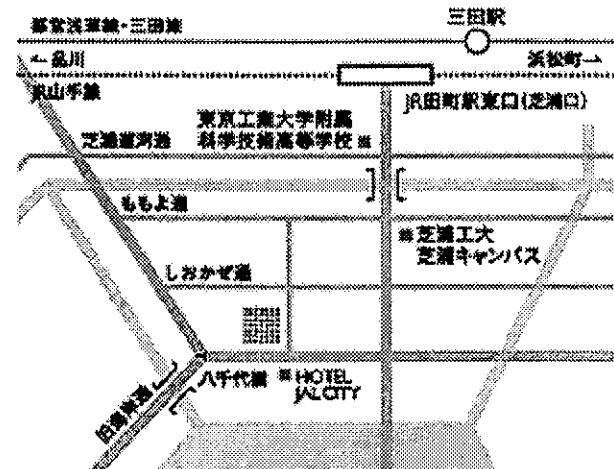 都営浅草線・三田線
三田駅
←品川
浜松町→
JR山手線
JR田町駅東口(芝浦口)
東京工業大学附属
科学技術高等学校
芝浦運河通
ももよ通
芝浦工大
芝浦キャンパス
しおかぜ通
八千代橋
HOTEL
JAL CITY
旧海岸通